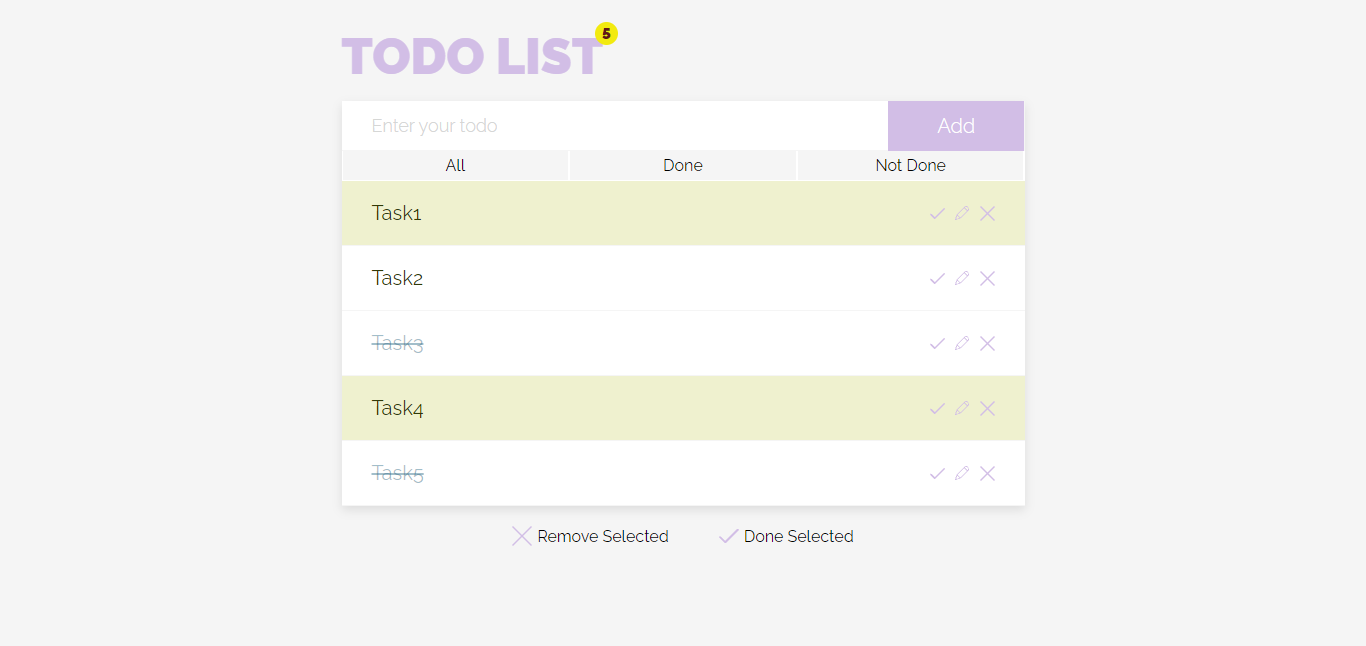 TODO LIST 5
Enter your todo Add
All Done Not Done
Task1
Task2
Task3
Task4
Task5
Remove Selected Done Selected